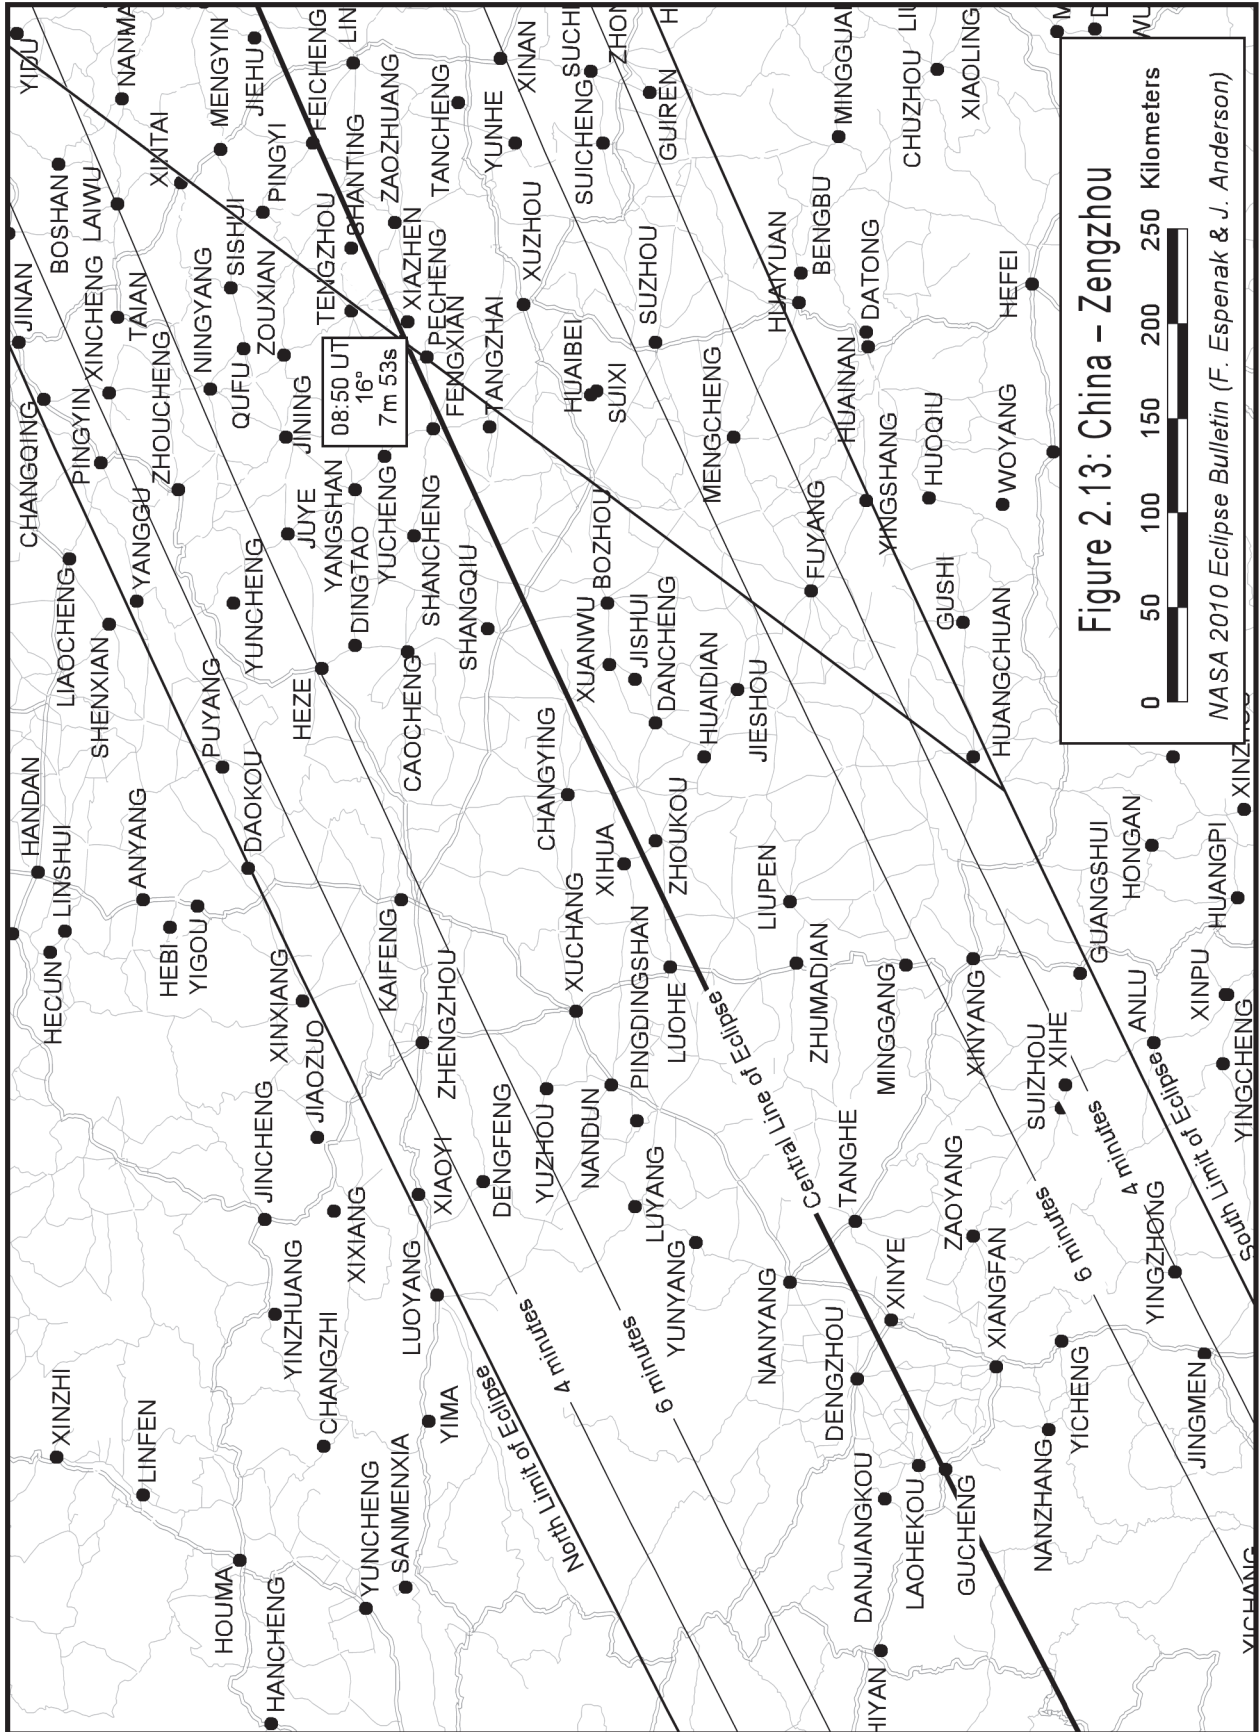 HANDAN
CHANGQING
JINAN
YIDU
XINZHI
HECUN
LINSHUI
LIAOCHENG
BOSHAN
SHENXIAN
PINGYIN
XINCHENG
LAIWU
LINFEN
ANYANG
YANGGU
TAIAN
XINTAI
HEBI
YIGOU
ZHOUCHENG
PUYANG
NINGYANG
SISHUI
MENGYIN
HOUMA
HANCHENG
JINCHENG
DAOKOU
YUNCHENG
QUFU
ZOUXIAN
PINGYI
JIEHU
YINZHUANG
XINXIANG
HEZE
JUYE
JINING
TENGZHOU
FEICHENG
CHANGZHI
JIAOZUO
YANGSHAN
SHANTING
XIXIANG
DINGTAO
08:50 UT
16°
7m 53s
YUNCHENG
SANMENXIA
KAIFENG
CAOCHENG
YUCHENG
XIAZHEN
ZAOZHUANG
LUOYANG
XIAOYI
ZHENGZHOU
SHANCHENG
PECHENG
FENGXIAN
TANCHENG
YIMA
SHANGQIU
TANGZHAI
YUNHE
North Limit of Eclipse
DENGFENG
XUZHOU
XINAN
4 minutes
YUZHOU
XUCHANG
CHANGYING
HUAIBEI
SUICHENG
NANDUN
XIHUA
XUANWU
BOZHOU
SUIXI
LUYANG
PINGDINGSHAN
JISHUI
SUZHOU
6 minutes
YUNYANG
LUOHE
ZHOUKOU
DANCHENG
GUIREN
HUAIDIAN
MENGCHENG
Central Line of Eclipse
NANYANG
LIUPEN
JIESHOU
HUAIYUAN
BENGBU
DENGZHOU
TANGHE
ZHUMADIAN
FUYANG
HUAINAN
DATONG
DANJIANGKOU
XINYE
MINGGANG
YINGSHANG
LAOHEKOU
GUCHENG
ZAOYANG
XIANGFAN
XINYANG
GUSHI
HUOQIU
CHUZHOU
XIAOLING
HUANGCHUAN
WOYANG
HEFEI
NANZHANG
YICHENG
SUIZHOU
XIHE
GUANGSHUI
6 minutes
4 minutes
HONGAN
YINGZHONG
ANLU
JINGMEN
XINPU
HUANGPI
South Limit of Eclipse
YINGCHENG
Figure 2.13: China – Zengzhou
0 50 100 150 200 250 Kilometers
NASA 2010 Eclipse Bulletin (F. Espenak & J. Anderson)